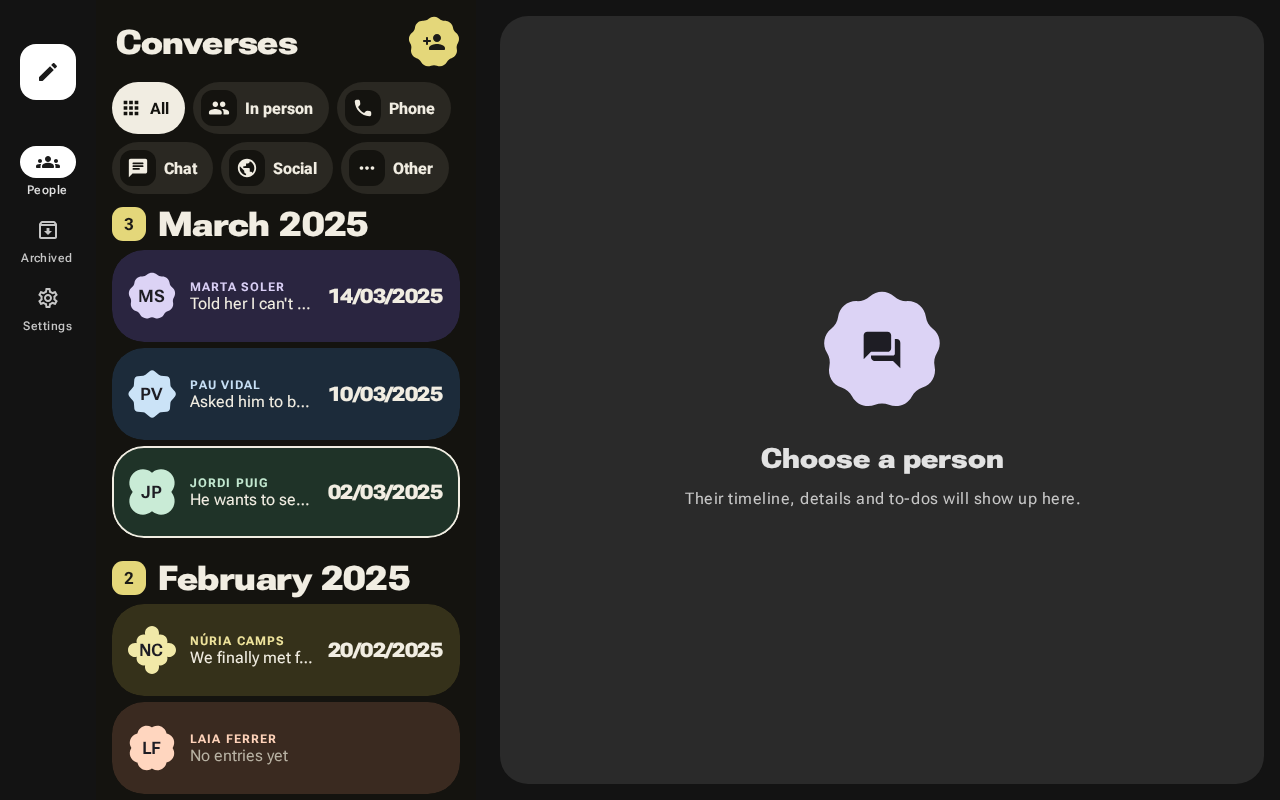 Converses
All
In person
Phone
Chat
Social
Other
People
Archived
Settings
3 March 2025
MS
MARTA SOLER
Told her I can't ...
14/03/2025
PV
PAU VIDAL
Asked him to b...
10/03/2025
JP
JORDI PUIG
He wants to se...
02/03/2025
2 February 2025
NC
NÚRIA CAMPS
We finally met f...
20/02/2025
LF
LAIA FERRER
No entries yet
Choose a person
Their timeline, details and to-dos will show up here.